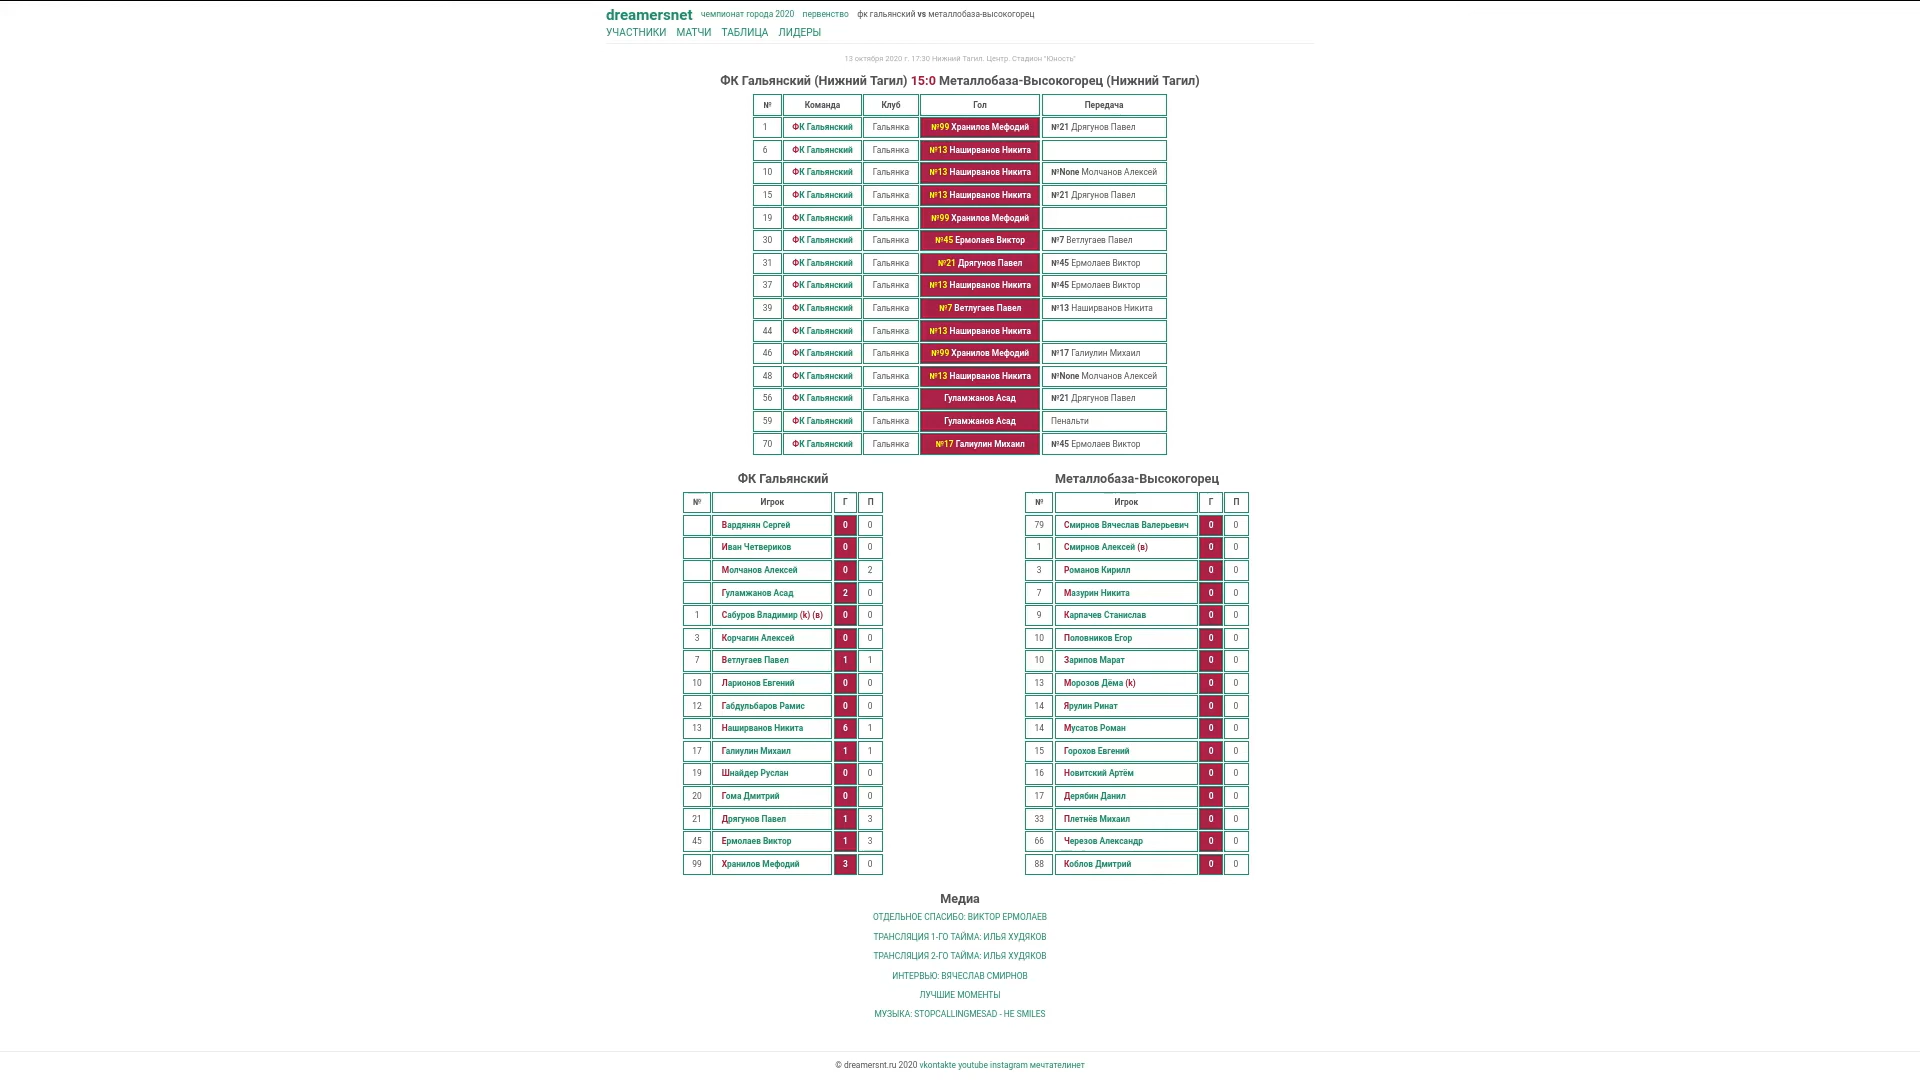 dreamersnet чемпионат города 2020 первенство фк гальянский vs металлобаза-высокогорец
УЧАСТНИКИ МАТЧИ ТАБЛИЦА ЛИДЕРЫ
13 октября 2020 г. 17:30 Нижний Тагил. Центр. Стадион "Юность"
ФК Гальянский (Нижний Тагил) 15:0 Металлобаза-Высокогорец (Нижний Тагил)
№ Команда Клуб Гол Передача
1 ФК Гальянский Гальянка №99 Хранилов Мефодий №21 Дрягунов Павел
6 ФК Гальянский Гальянка №13 Наширванов Никита
10 ФК Гальянский Гальянка №13 Наширванов Никита №None Молчанов Алексей
15 ФК Гальянский Гальянка №13 Наширванов Никита №21 Дрягунов Павел
19 ФК Гальянский Гальянка №99 Хранилов Мефодий
30 ФК Гальянский Гальянка №45 Ермолаев Виктор №7 Ветлугаев Павел
31 ФК Гальянский Гальянка №21 Дрягунов Павел №45 Ермолаев Виктор
37 ФК Гальянский Гальянка №13 Наширванов Никита №45 Ермолаев Виктор
39 ФК Гальянский Гальянка №7 Ветлугаев Павел №13 Наширванов Никита
44 ФК Гальянский Гальянка №13 Наширванов Никита
46 ФК Гальянский Гальянка №99 Хранилов Мефодий №17 Галиулин Михаил
48 ФК Гальянский Гальянка №13 Наширванов Никита №None Молчанов Алексей
56 ФК Гальянский Гальянка Гуламжанов Асад №21 Дрягунов Павел
59 ФК Гальянский Гальянка Гуламжанов Асад Пенальти
70 ФК Гальянский Гальянка №17 Галиулин Михаил №45 Ермолаев Виктор
ФК Гальянский
№ Игрок Г П
Вардянян Сергей 0 0
Иван Четвериков 0 0
Молчанов Алексей 0 2
Гуламжанов Асад 2 0
1 Сабуров Владимир (k) (в) 0 0
3 Корчагин Алексей 0 0
7 Ветлугаев Павел 1 1
10 Ларионов Евгений 0 0
12 Габдульбаров Рамис 0 0
13 Наширванов Никита 6 1
17 Галиулин Михаил 1 1
19 Шнайдер Руслан 0 0
20 Гома Дмитрий 0 0
21 Дрягунов Павел 1 3
45 Ермолаев Виктор 1 3
99 Хранилов Мефодий 3 0
Металлобаза-Высокогорец
№ Игрок Г П
79 Смирнов Вячеслав Валерьевич 0 0
1 Смирнов Алексей (в) 0 0
3 Романов Кирилл 0 0
7 Мазурин Никита 0 0
9 Карпачев Станислав 0 0
10 Половников Егор 0 0
10 Зарипов Марат 0 0
13 Морозов Дёма (k) 0 0
14 Ярулин Ринат 0 0
14 Мусатов Роман 0 0
15 Горохов Евгений 0 0
16 Новитский Артём 0 0
17 Дерябин Данил 0 0
33 Плетнёв Михаил 0 0
66 Черезов Александр 0 0
88 Коблов Дмитрий 0 0
Медиа
ОТДЕЛЬНОЕ СПАСИБО: ВИКТОР ЕРМОЛАЕВ
ТРАНСЛЯЦИЯ 1-ГО ТАЙМА: ИЛЬЯ ХУДЯКОВ
ТРАНСЛЯЦИЯ 2-ГО ТАЙМА: ИЛЬЯ ХУДЯКОВ
ИНТЕРВЬЮ: ВЯЧЕСЛАВ СМИРНОВ
ЛУЧШИЕ МОМЕНТЫ
МУЗЫКА: STOPCALLINGMESAD - HE SMILES
© dreamersnt.ru 2020 vkontakte youtube instagram мечтателинет